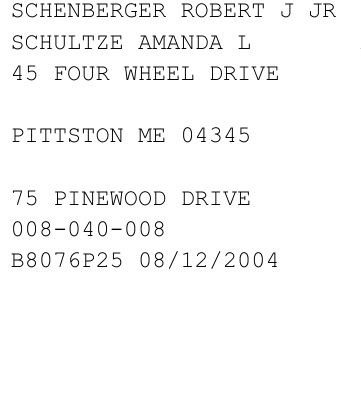 SCHENBERGER ROBERT J JR
SCHULTZE AMANDA L
45 FOUR WHEEL DRIVE
PITTSTON ME 04345
75 PINEWOOD DRIVE
008-040-008
B8076P25 08/12/2004